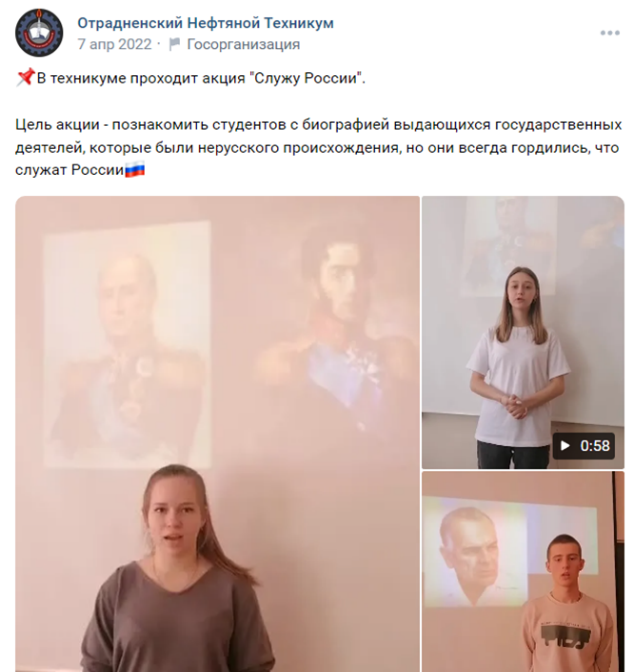 Отрадненский Нефтяной Техникум
7 апр 2022 · Госорганизация
📌В техникуме проходит акция "Служу России".
Цель акции - познакомить студентов с биографией выдающихся государственных
деятелей, которые были нерусского происхождения, но они всегда гордились, что
служат России🇷🇺
0:58